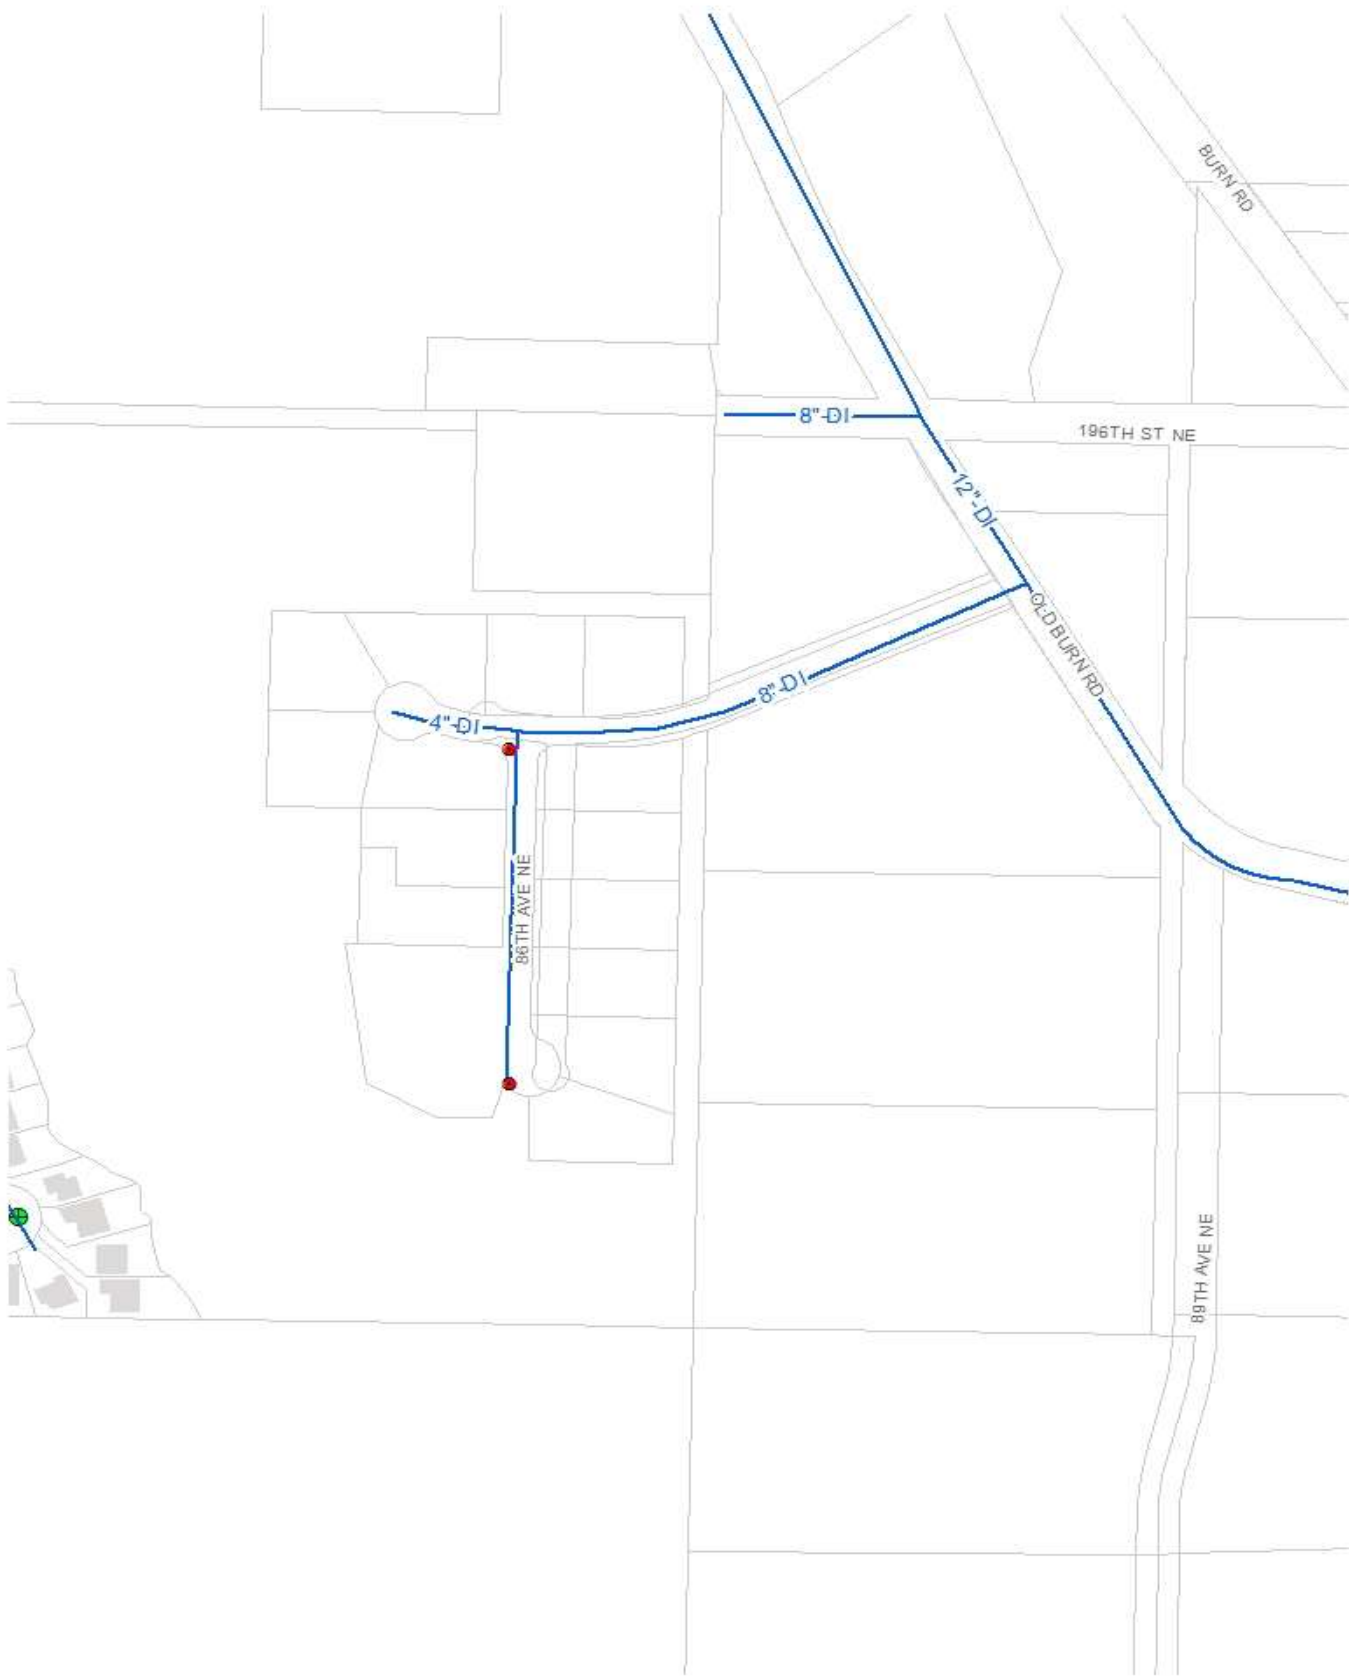 BURN RD
8"-DI
196TH ST NE
12"-DI
OLD BURN RD
8"-DI
4"-DI
86TH AVE NE
89TH AVE NE